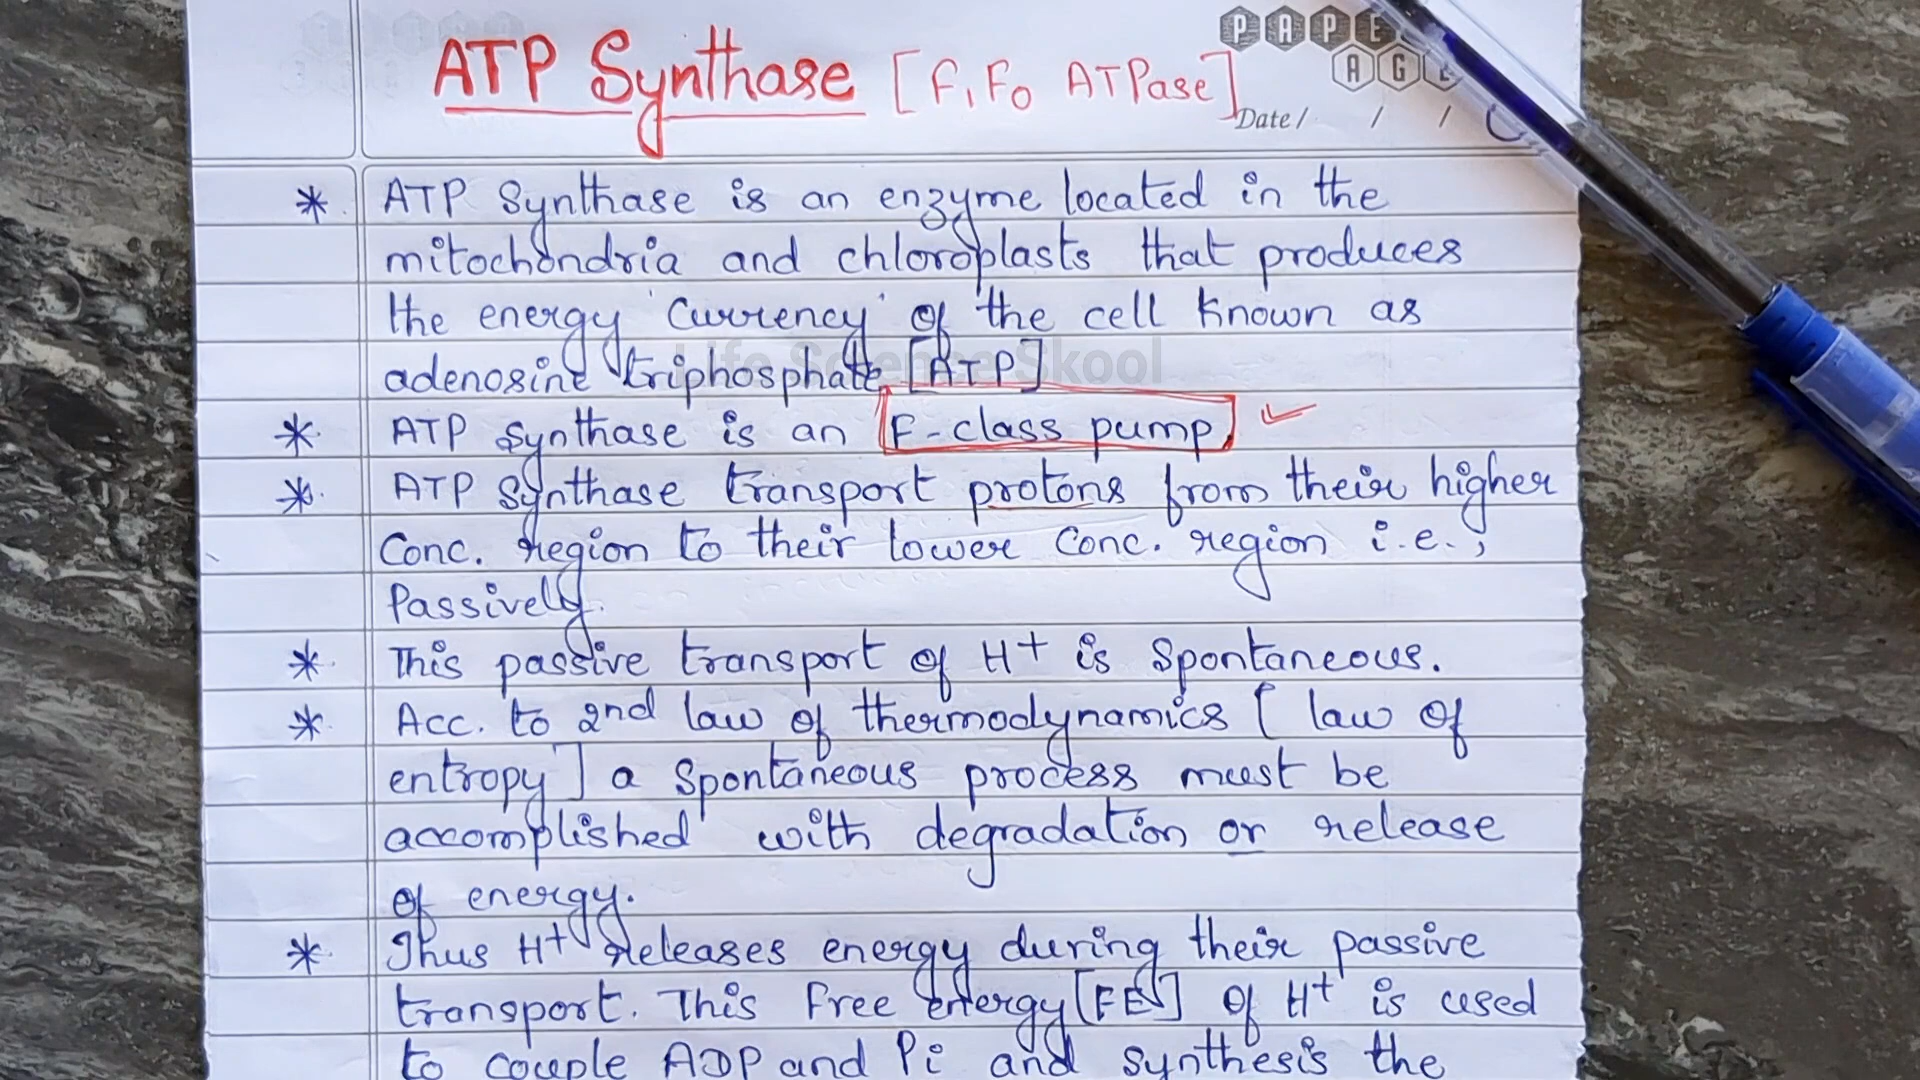 PAPE
AGE
ATP Synthase [F1F0 ATPase]
Date/ / /
* ATP Synthase is an enzyme located in the
mitochondria and chloroplasts that produces
the energy 'Currency' of the cell known as
adenosine triphosphate [ATP]
Life Science Skool
* ATP synthase is an F-class pump.
* ATP Synthase transport protons from their higher
Conc. region to their lower Conc. region i.e.,
Passively.
* This passive transport of H+ is Spontaneous.
* Acc. to 2nd law of thermodynamics [law of
entropy] a Spontaneous process must be
accomplished with degradation or release
of energy.
* Thus H+ releases energy during their passive
transport. This Free energy [FE] of H+ is used
to couple ADP and Pi and synthesis the